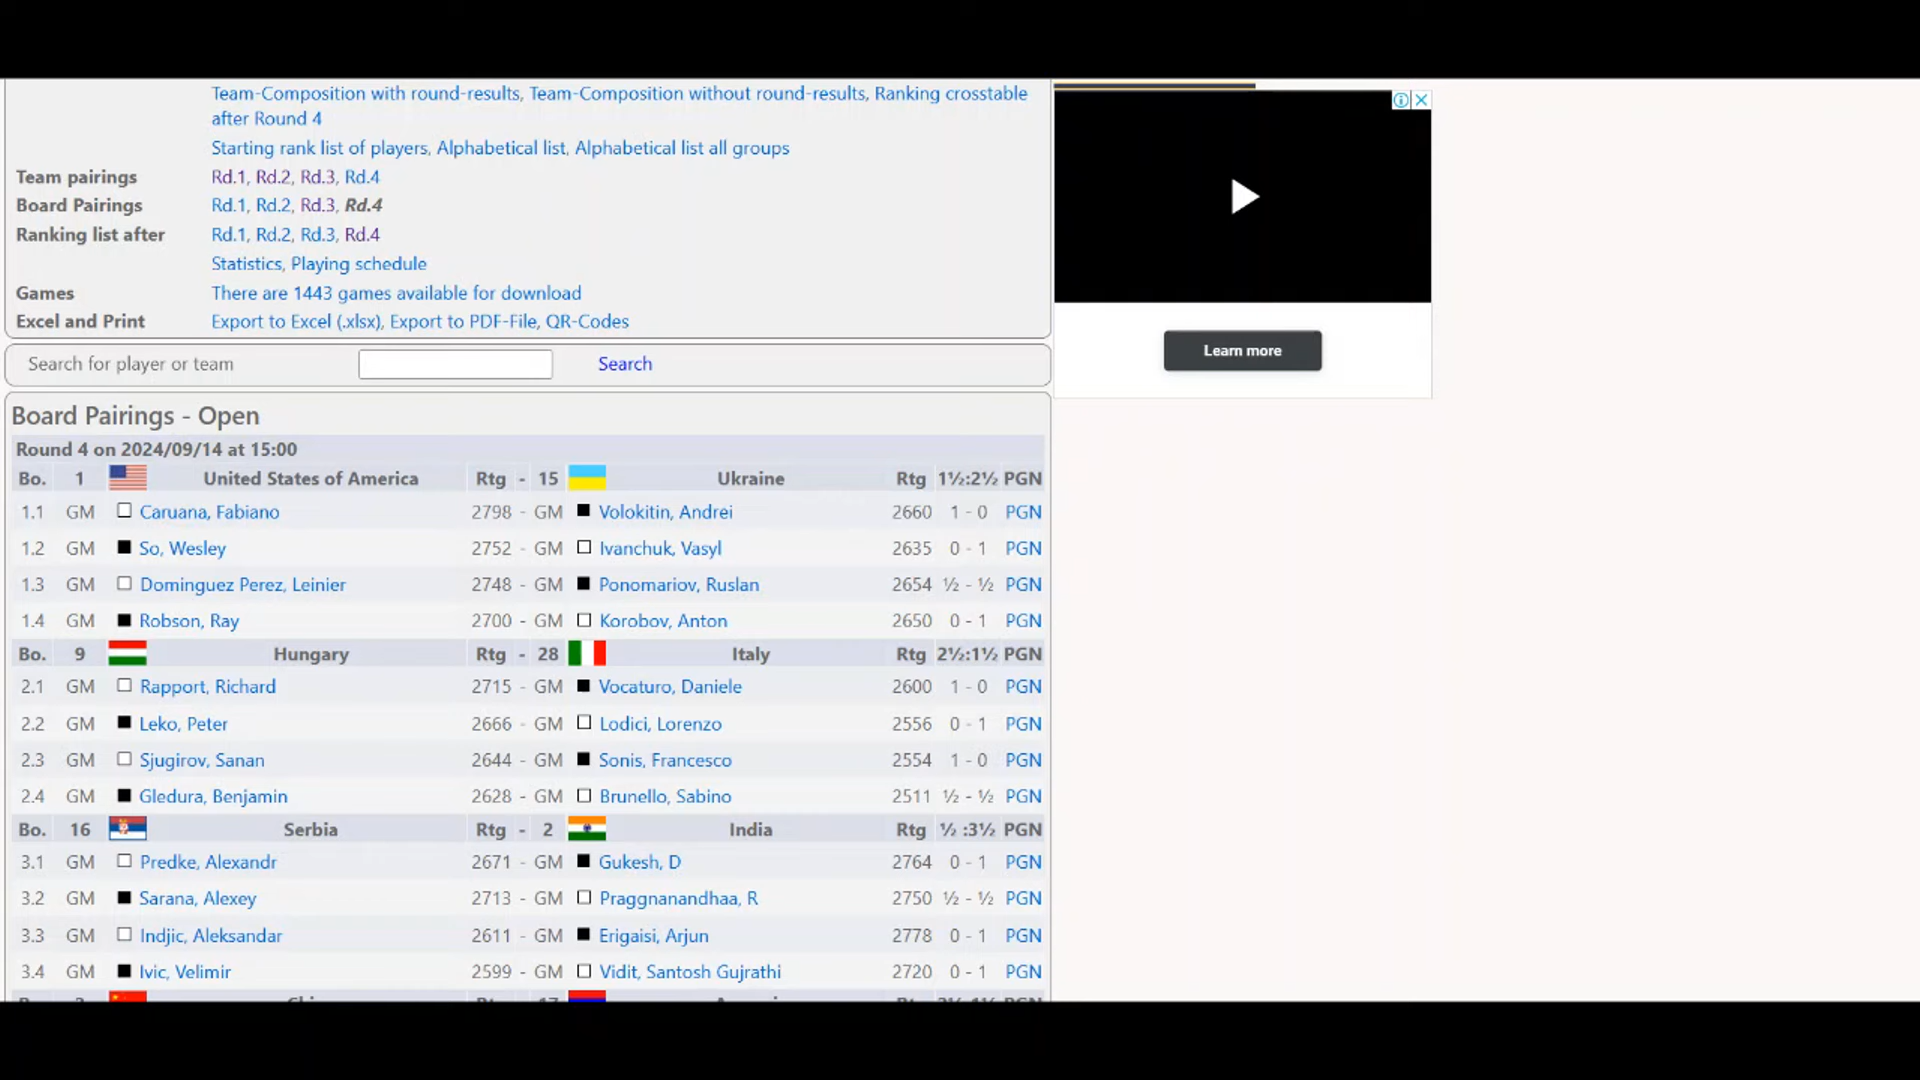 Team-Composition with round-results, Team-Composition without round-results, Ranking crosstable
after Round 4
Starting rank list of players, Alphabetical list, Alphabetical list all groups
Team pairings Rd.1, Rd.2, Rd.3, Rd.4
Board Pairings Rd.1, Rd.2, Rd.3, Rd.4
Ranking list after Rd.1, Rd.2, Rd.3, Rd.4
Statistics, Playing schedule
Games There are 1443 games available for download
Excel and Print Export to Excel (.xlsx), Export to PDF-File, QR-Codes
Learn more
Search for player or team Search
Board Pairings - Open
Round 4 on 2024/09/14 at 15:00
Bo. 1 United States of America Rtg - 15 Ukraine Rtg 1½:2½ PGN
1.1 GM Caruana, Fabiano 2798 - GM Volokitin, Andrei 2660 1 - 0 PGN
1.2 GM So, Wesley 2752 - GM Ivanchuk, Vasyl 2635 0 - 1 PGN
1.3 GM Dominguez Perez, Leinier 2748 - GM Ponomariov, Ruslan 2654 ½ - ½ PGN
1.4 GM Robson, Ray 2700 - GM Korobov, Anton 2650 0 - 1 PGN
Bo. 9 Hungary Rtg - 28 Italy Rtg 2½:1½ PGN
2.1 GM Rapport, Richard 2715 - GM Vocaturo, Daniele 2600 1 - 0 PGN
2.2 GM Leko, Peter 2666 - GM Lodici, Lorenzo 2556 0 - 1 PGN
2.3 GM Sjugirov, Sanan 2644 - GM Sonis, Francesco 2554 1 - 0 PGN
2.4 GM Gledura, Benjamin 2628 - GM Brunello, Sabino 2511 ½ - ½ PGN
Bo. 16 Serbia Rtg - 2 India Rtg ½ :3½ PGN
3.1 GM Predke, Alexandr 2671 - GM Gukesh, D 2764 0 - 1 PGN
3.2 GM Sarana, Alexey 2713 - GM Praggnanandhaa, R 2750 ½ - ½ PGN
3.3 GM Indjic, Aleksandar 2611 - GM Erigaisi, Arjun 2778 0 - 1 PGN
3.4 GM Ivic, Velimir 2599 - GM Vidit, Santosh Gujrathi 2720 0 - 1 PGN